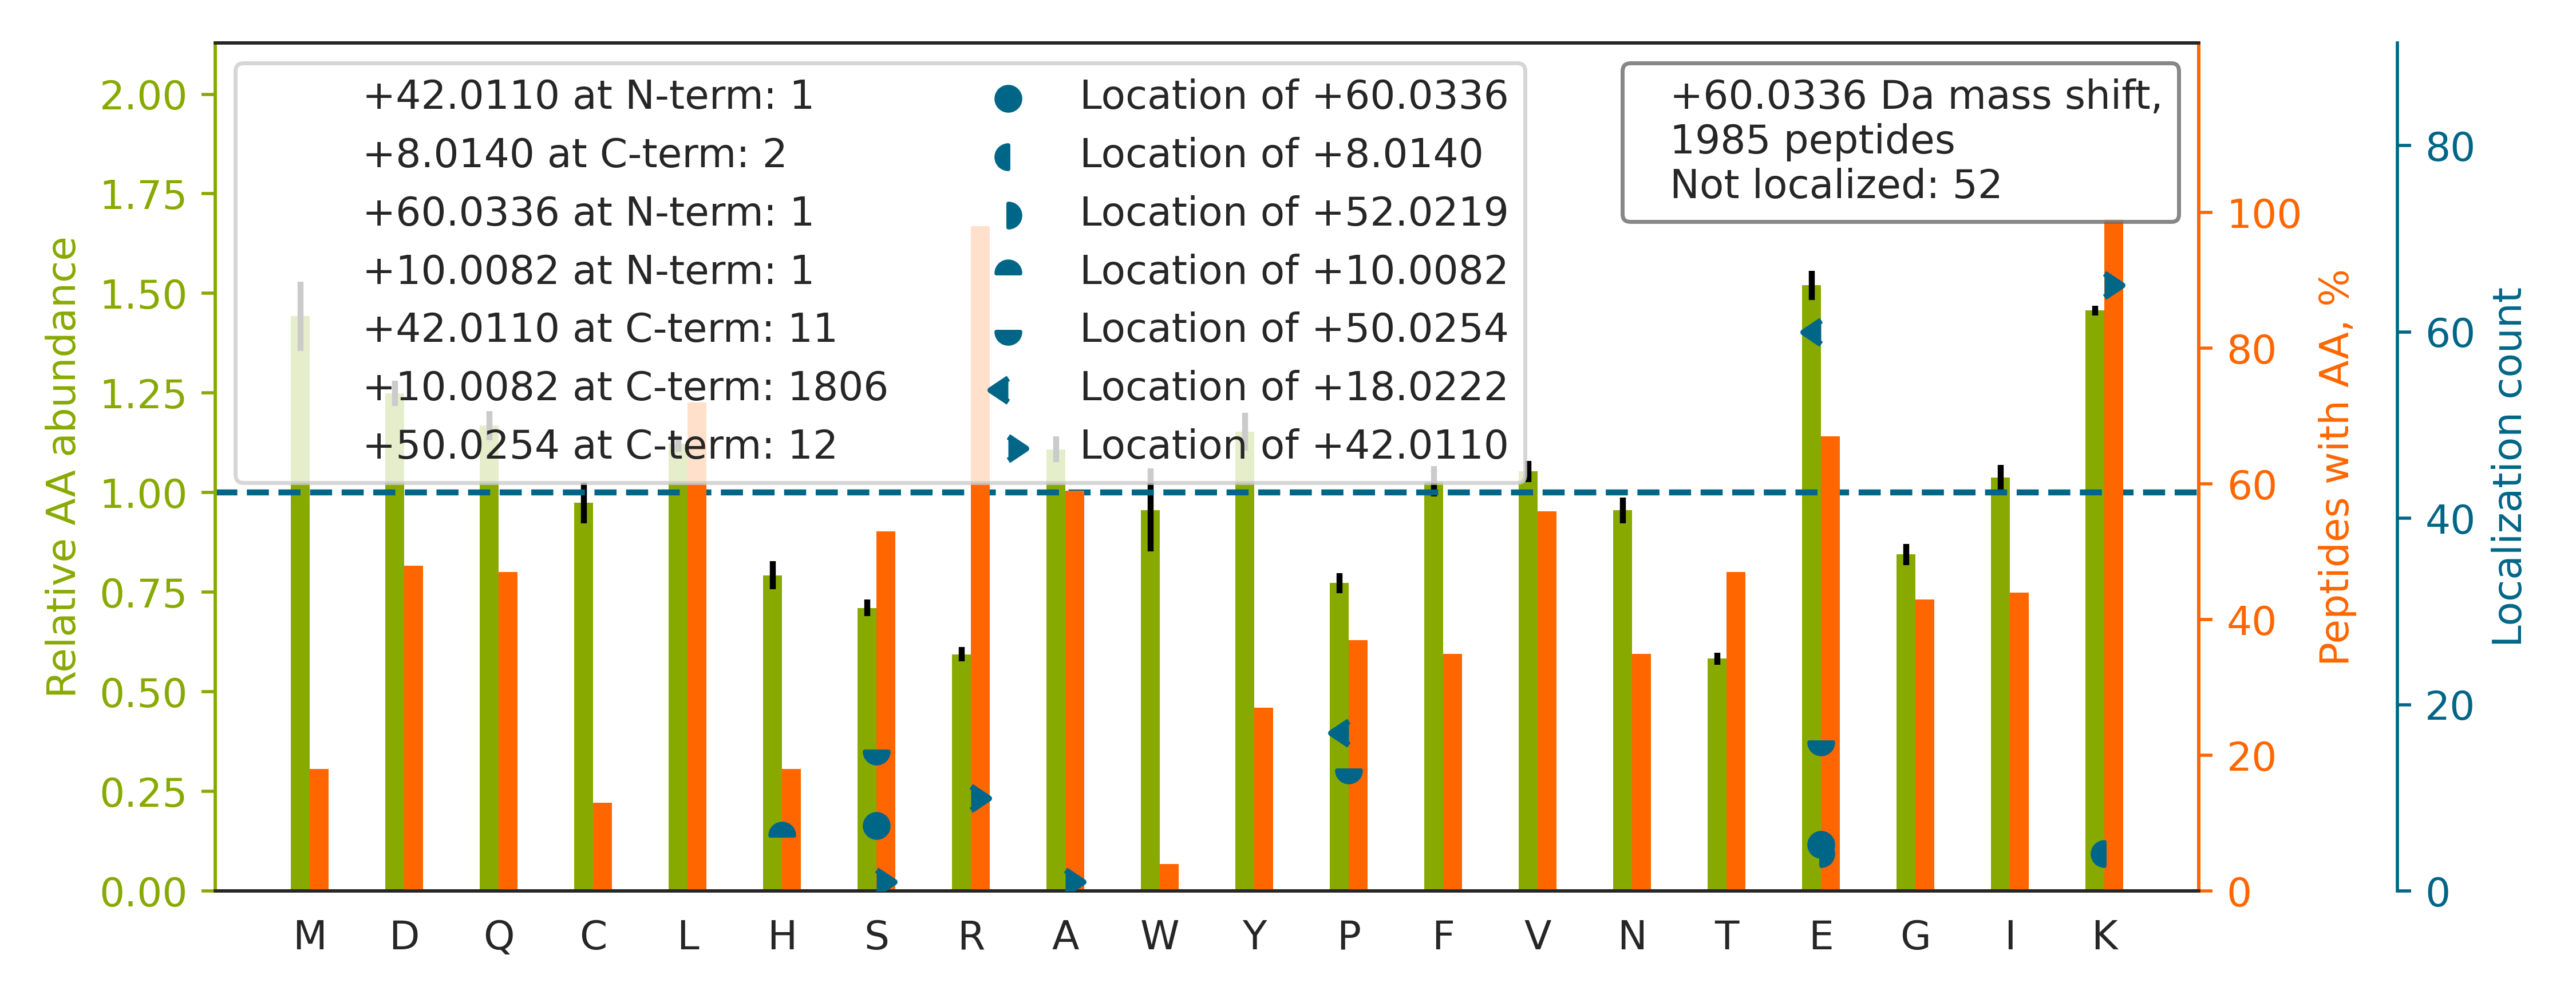 +42.0110 at N-term: 1
+8.0140 at C-term: 2
+60.0336 at N-term: 1
+10.0082 at N-term: 1
+42.0110 at C-term: 11
+10.0082 at C-term: 1806
+50.0254 at C-term: 12
Location of +60.0336
Location of +8.0140
Location of +52.0219
Location of +10.0082
Location of +50.0254
Location of +18.0222
Location of +42.0110
+60.0336 Da mass shift,
1985 peptides
Not localized: 52
Relative AA abundance
2.00
1.75
1.50
1.25
1.00
0.75
0.50
0.25
0.00
M D Q C L H S R A W Y P F V N T E G I K
100
80
60
40
20
0
Peptides with AA, %
80
60
40
20
0
Localization count